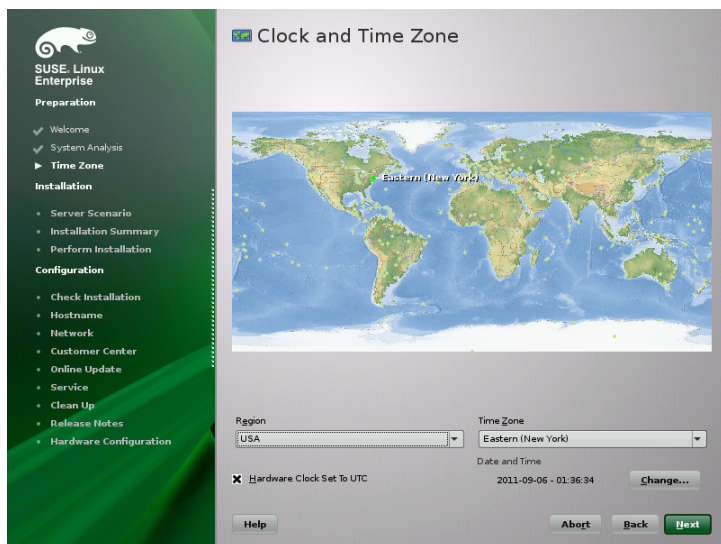 SUSE. Linux
Enterprise
Preparation
Welcome
System Analysis
Time Zone
Installation
Server Scenario
Installation Summary
Perform Installation
Configuration
Check Installation
Hostname
Network
Customer Center
Online Update
Service
Clean Up
Release Notes
Hardware Configuration
Clock and Time Zone
Eastern (New York)
Region
USA
Time Zone
Eastern (New York)
Hardware Clock Set To UTC
Date and Time
2011-09-06 - 01:36:34
Change...
Help
Abort
Back
Next